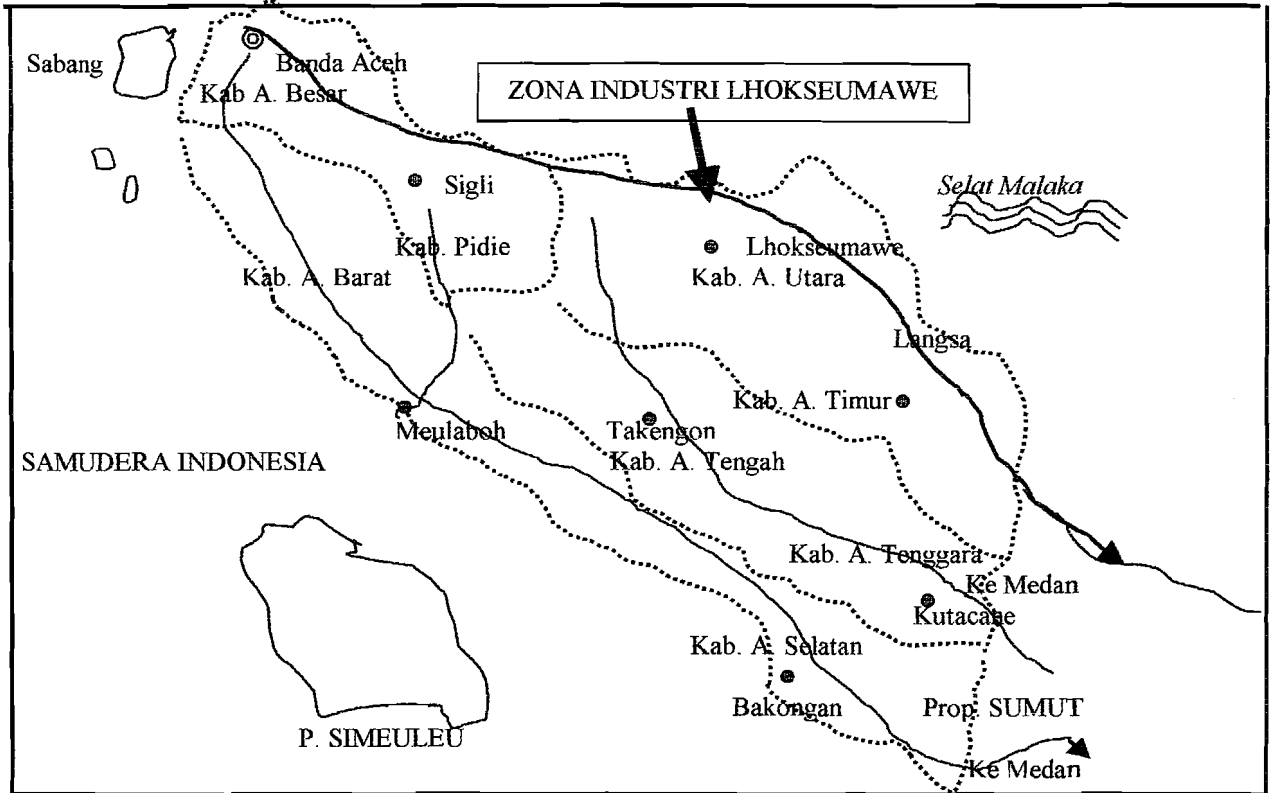 Sabang
Banda Aceh
Kab A. Besar
ZONA INDUSTRI LHOKSEUMAWE
Sigli
Selat Malaka
Kab. Pidie
Lhokseumawe
Kab. A. Barat
Kab. A. Utara
Langsa
Kab. A. Timur
Meulaboh
Takengon
SAMUDERA INDONESIA
Kab. A. Tengah
Kab. A. Tenggara
Ke Medan
Kutacane
Kab. A. Selatan
Bakongan
Prop. SUMUT
P. SIMEULEU
Ke Medan